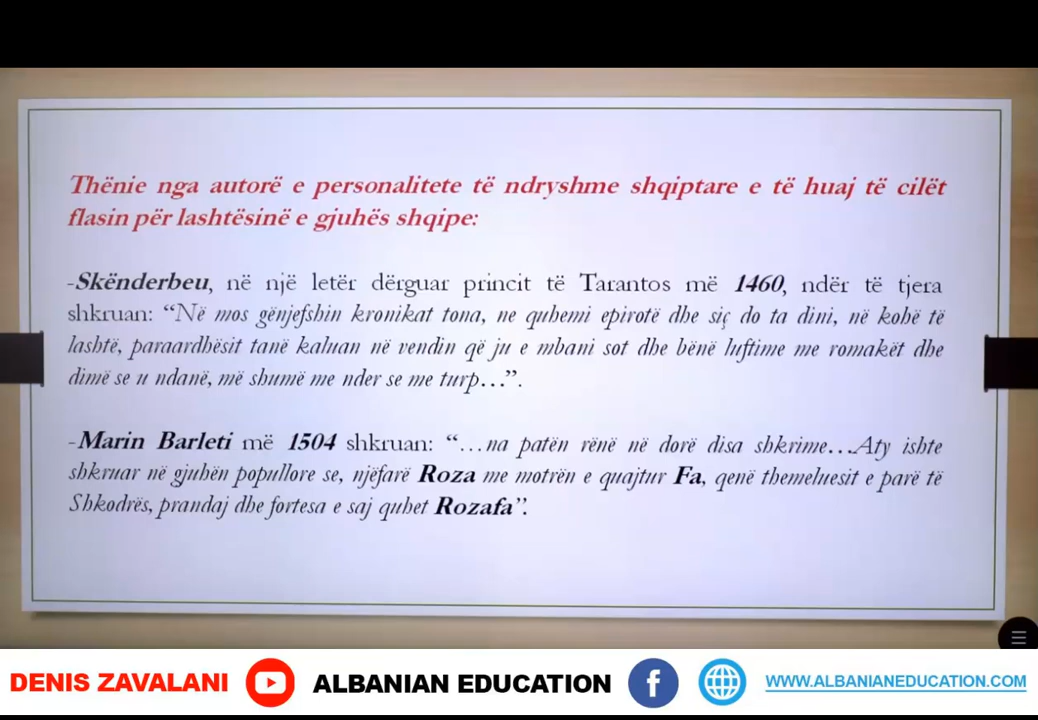 Thënie nga autorë e personalitete të ndryshme shqiptare e të huaj të cilët
flasin për lashtësinë e gjuhës shqipe:
-Skënderbeu, në një letër dërguar princit të Tarantos më 1460, ndër të tjera
shkruan: “Në mos gënjefshin kronikat tona, ne quhemi epirotë dhe siç do ta dini, në kohë të
lashtë, paraardhësit tanë kaluan në vendin që ju e mbani sot dhe bënë luftime me romakët dhe
dimë se u ndanë, më shumë me nder se me turp…”.
-Marin Barleti më 1504 shkruan: “…na patën rënë në dorë disa shkrime…Aty ishte
shkruar në gjuhën popullore se, njëfarë Roza me motrën e quajtur Fa, qenë themeluesit e parë të
Shkodrës, prandaj dhe fortesa e saj quhet Rozafa”.
DENIS ZAVALANI ALBANIAN EDUCATION f WWW.ALBANIANEDUCATION.COM